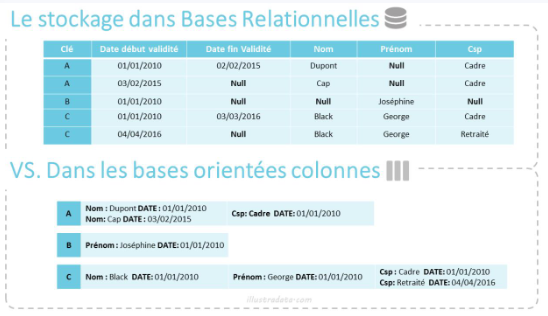 Le stockage dans Bases Relationnelles
Clé Date début validité Date fin Validité Nom Prénom Csp
A 01/01/2010 02/02/2015 Dupont Null Cadre
A 03/02/2015 Null Cap Null Cadre
B 01/01/2010 Null Null Joséphine Null
C 01/01/2010 03/03/2016 Black George Cadre
C 04/04/2016 Null Black George Retraité
VS. Dans les bases orientées colonnes
A Nom : Dupont DATE : 01/01/2010 Csp: Cadre DATE: 01/01/2010
Nom: Cap DATE : 03/02/2015
B Prénom : Joséphine DATE: 01/01/2010
C Nom : Black DATE: 01/01/2010 Prénom : George DATE: 01/01/2010 Csp : Cadre DATE: 01/01/2010
Csp: Retraité DATE: 04/04/2016
illustradata-com